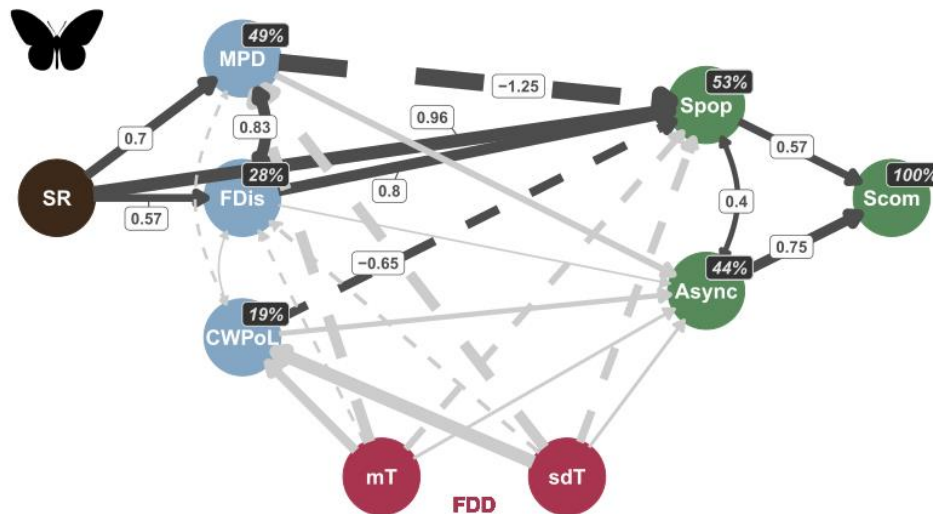 49%
MPD
−1.25
53%
Spop
0.83
0.96
0.7
0.57
28%
100%
SR
FDis
0.8
Scom
0.57
0.4
0.75
−0.65
44%
Async
19%
CWPoL
mT
sdT
FDD